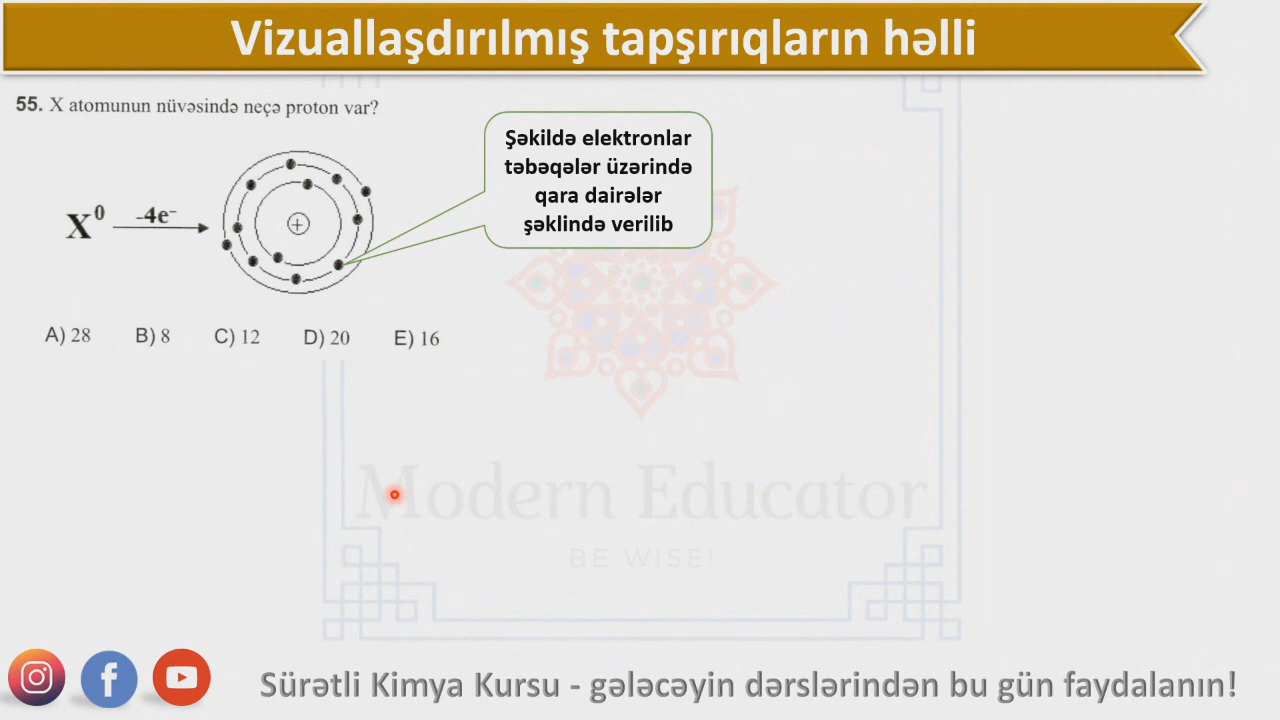 Vizuallaşdırılmış tapşırıqların həlli
55. X atomunun nüvəsində neçə proton var?
Şəkildə elektronlar
təbəqələr üzərində
qara dairələr
şəklində verilib
X⁰ -4e⁻
+
A) 28 B) 8 C) 12 D) 20 E) 16
Modern Educator
BE WISE!
Sürətli Kimya Kursu - gələcəyin dərslərindən bu gün faydalanın!